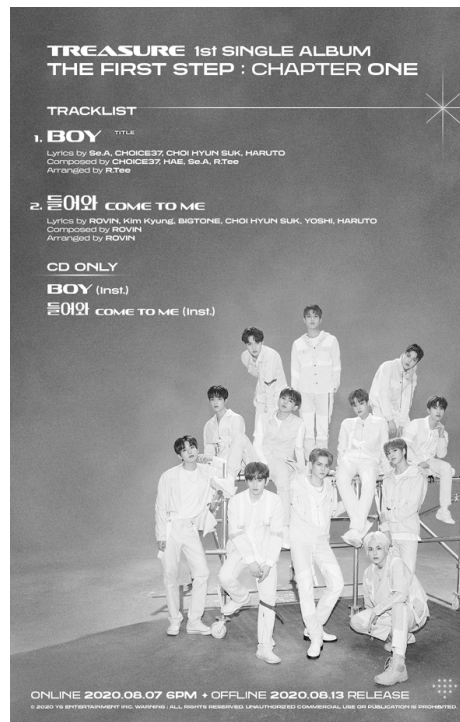 TREASURE 1st SINGLE ALBUM
THE FIRST STEP : CHAPTER ONE
TRACKLIST
1. BOY TITLE
Lyrics by Se.A, CHOICE37, CHOI HYUN SUK, HARUTO
Composed by CHOICE37, HAE, Se.A, R.Tee
Arranged by R.Tee
2. 들어와 COME TO ME
Lyrics by ROVIN, Kim Kyung, BIGTONE, CHOI HYUN SUK, YOSHI, HARUTO
Composed by ROVIN
Arranged by ROVIN
CD ONLY
BOY (Inst.)
들어와 COME TO ME (Inst.)
ONLINE 2020.08.07 6PM + OFFLINE 2020.08.13 RELEASE
© 2020 YG ENTERTAINMENT INC. WARNING : ALL RIGHTS RESERVED. UNAUTHORIZED COMMERCIAL USE OR PUBLICATION IS PROHIBITED.